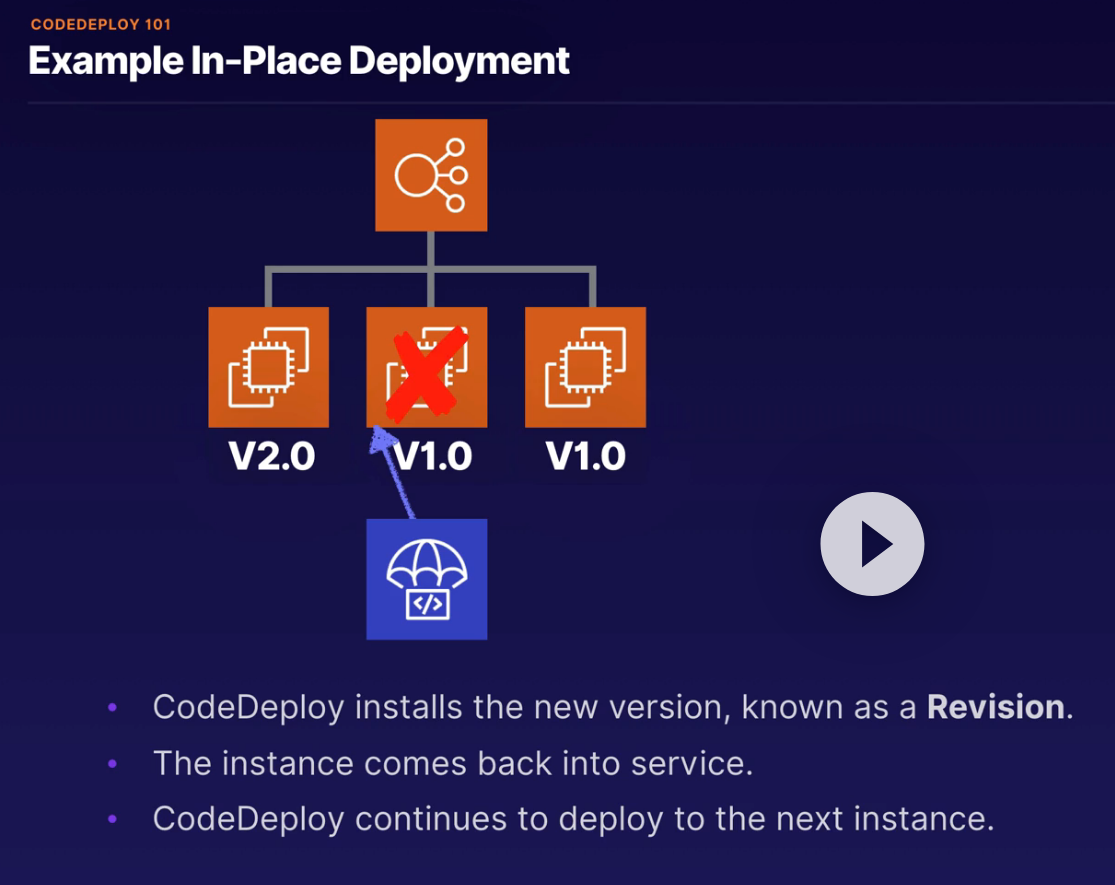 CODEDEPLOY 101
Example In-Place Deployment
V2.0 V1.0 V1.0
</>
• CodeDeploy installs the new version, known as a Revision.
• The instance comes back into service.
• CodeDeploy continues to deploy to the next instance.